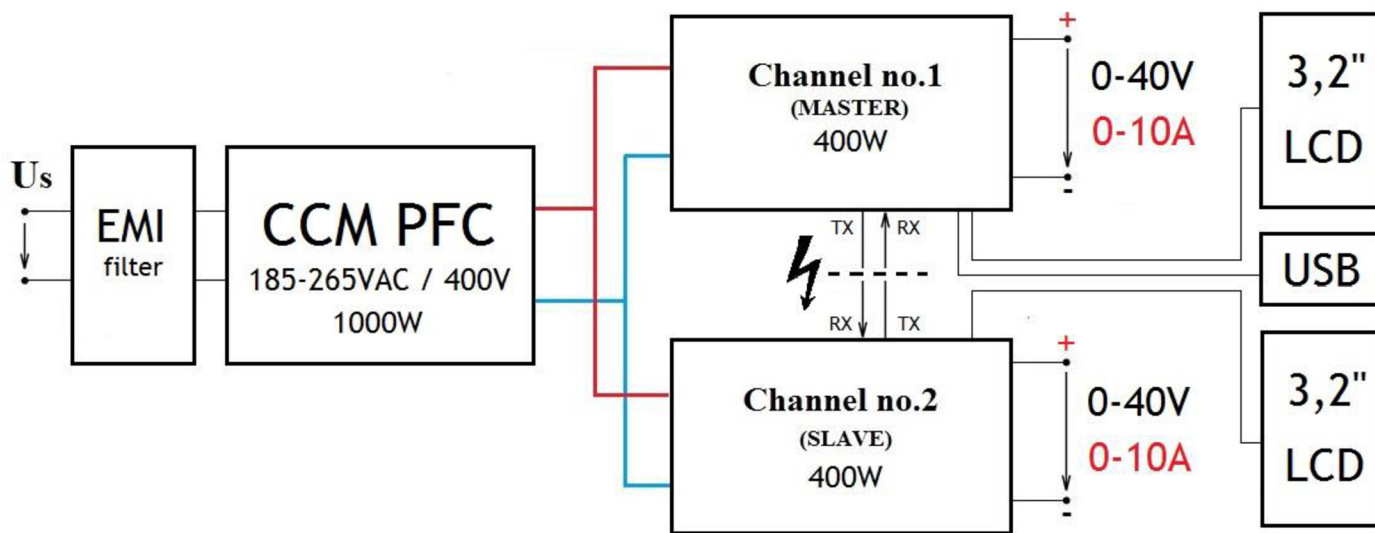 Us
EMI
filter
CCM PFC
185-265VAC / 400V
1000W
Channel no.1
(MASTER)
400W
+
0-40V
0-10A
-
3,2"
LCD
TX
RX
RX
TX
USB
Channel no.2
(SLAVE)
400W
+
0-40V
0-10A
-
3,2"
LCD